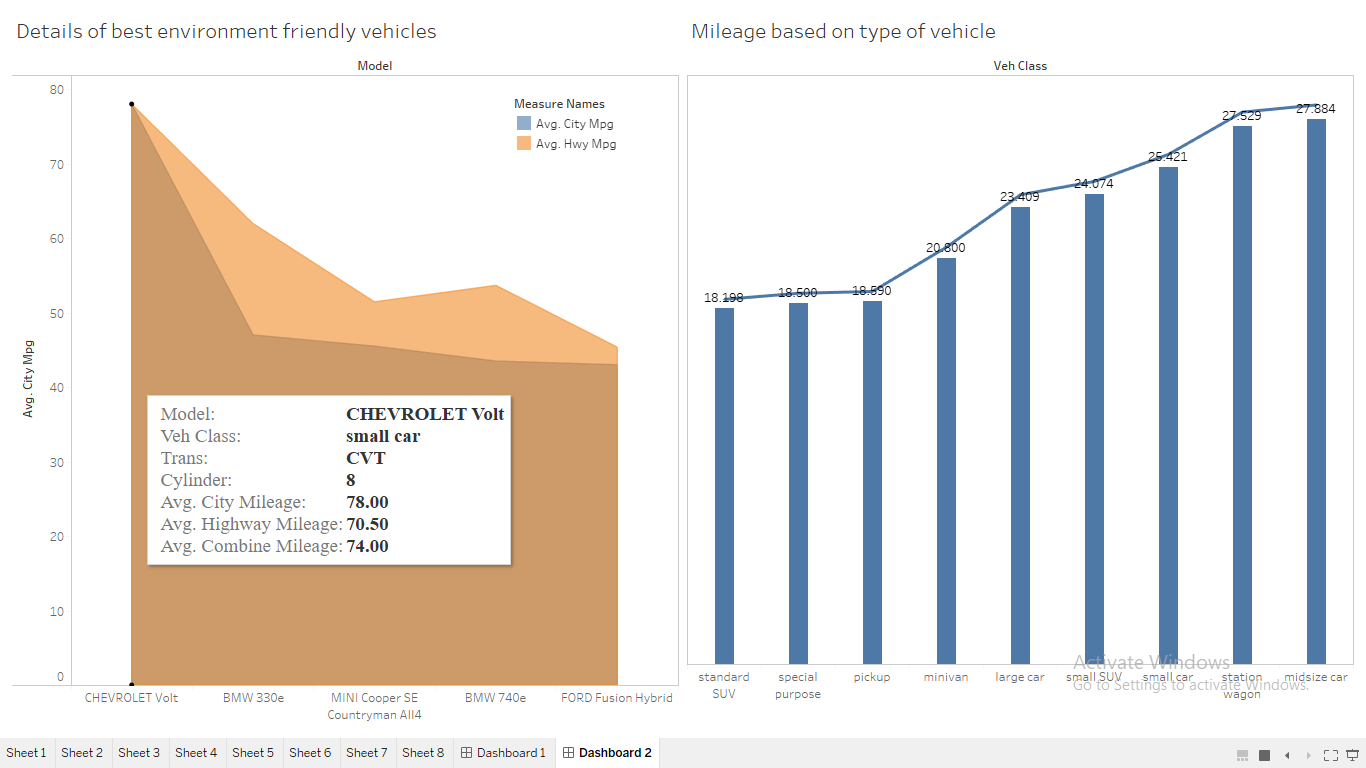 Details of best environment friendly vehicles
Model
80
70
60
50
40
30
20
10
0
Avg. City Mpg
Measure Names
Avg. City Mpg
Avg. Hwy Mpg
Model: CHEVROLET Volt
Veh Class: small car
Trans: CVT
Cylinder: 8
Avg. City Mileage: 78.00
Avg. Highway Mileage: 70.50
Avg. Combine Mileage: 74.00
CHEVROLET Volt
BMW 330e
MINI Cooper SE
Countryman All4
BMW 740e
FORD Fusion Hybrid
Mileage based on type of vehicle
Veh Class
18.198
18.500
18.590
20.800
23.409
24.074
25.421
27.529
27.884
standard
SUV
special
purpose
pickup
minivan
large car
small SUV
small car
station
wagon
midsize car
Activate Windows
Go to Settings to activate Windows.
Sheet 1 Sheet 2 Sheet 3 Sheet 4 Sheet 5 Sheet 6 Sheet 7 Sheet 8 Dashboard 1 Dashboard 2